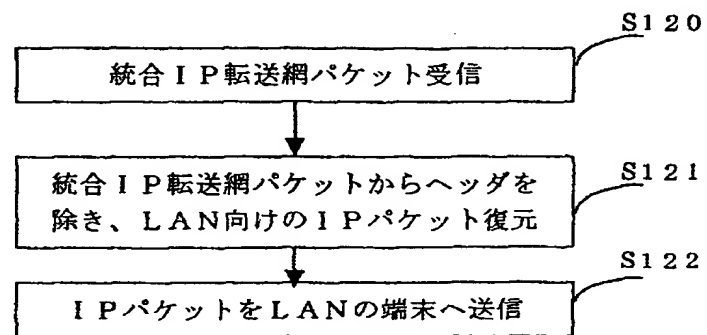 S120
統合IP転送網パケット受信
S121
統合IP転送網パケットからヘッダを
除き、LAN向けのIPパケット復元
S122
IPパケットをLANの端末へ送信